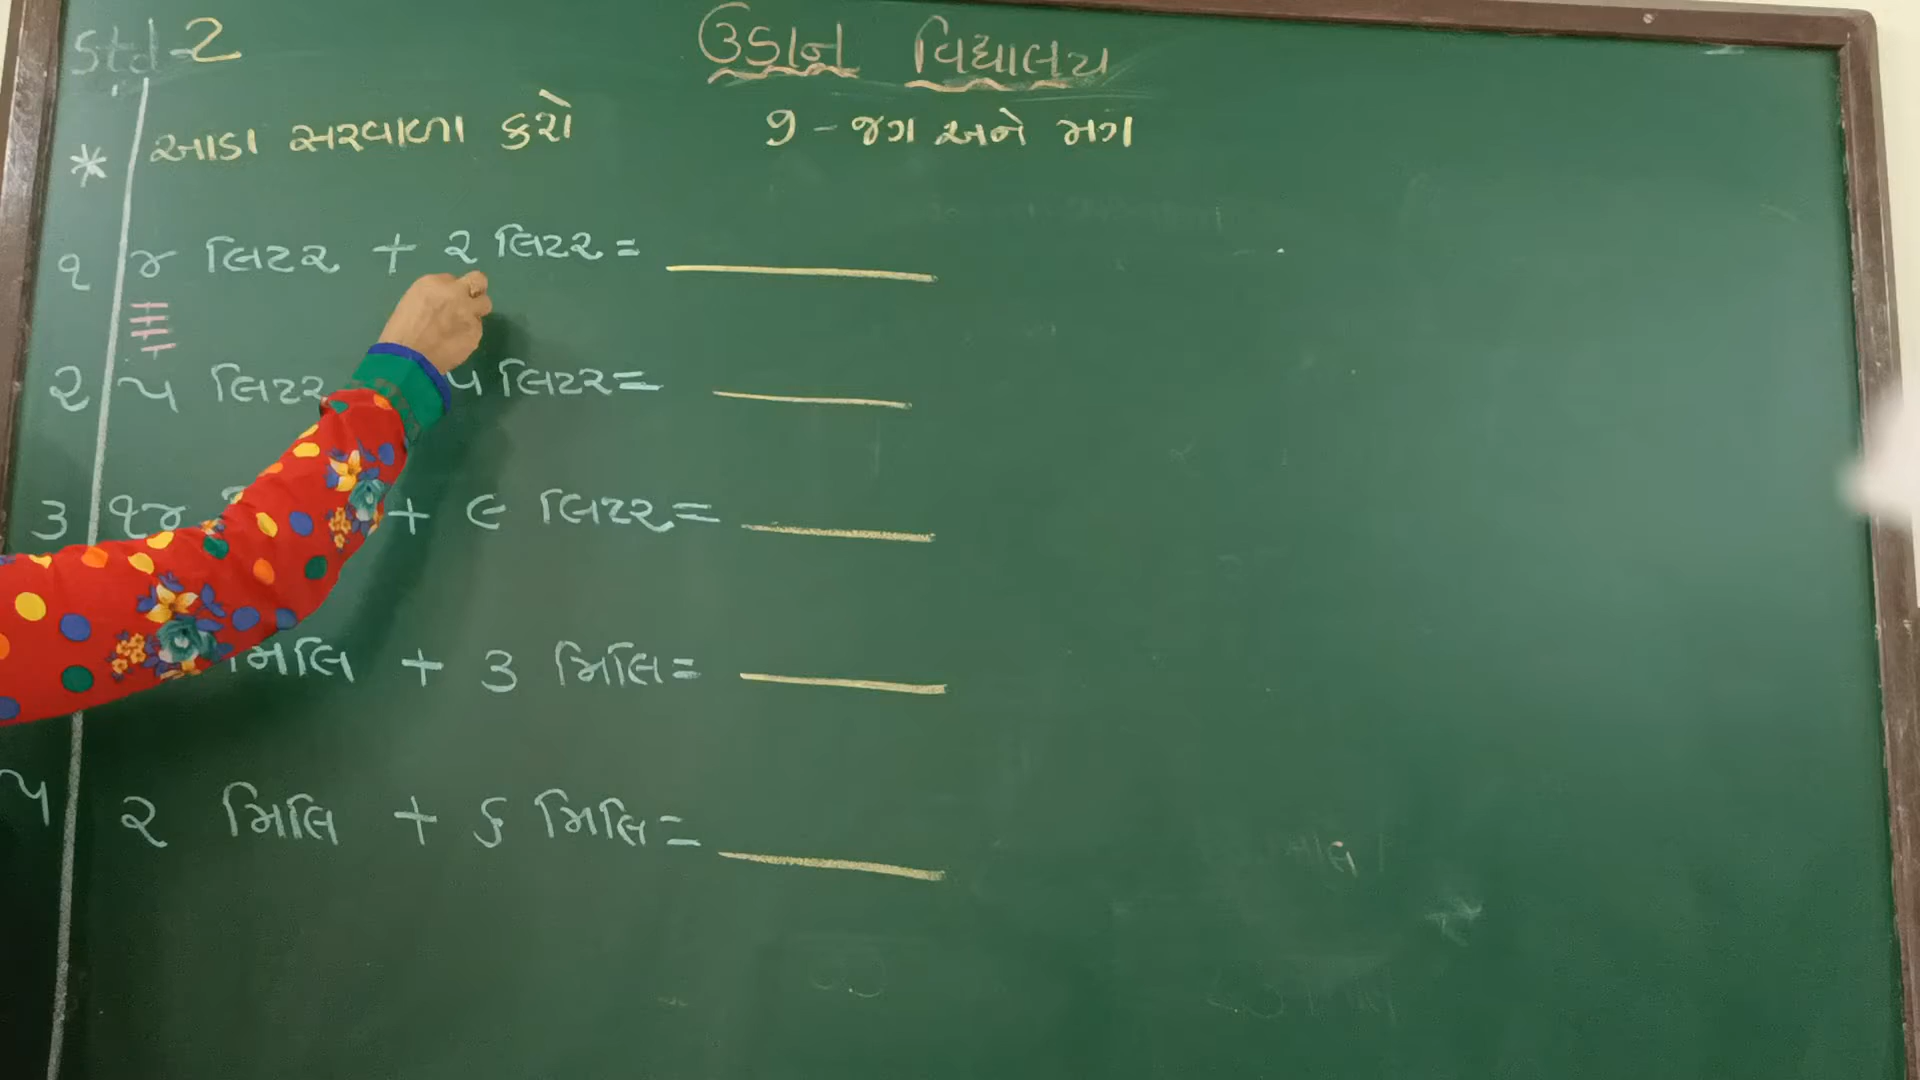 Std-2
ઉડાન વિદ્યાલય
* આડા સરવાળા કરો
૭ - જગ અને મગ
૧ ૪ લિટર + ૨ લિટર =
૨ ૫ લિટર ૫ લિટર =
૩ ૧૪ + ૯ લિટર =
મિલિ + ૩ મિલિ =
૫ ૨ મિલિ + ૬ મિલિ =